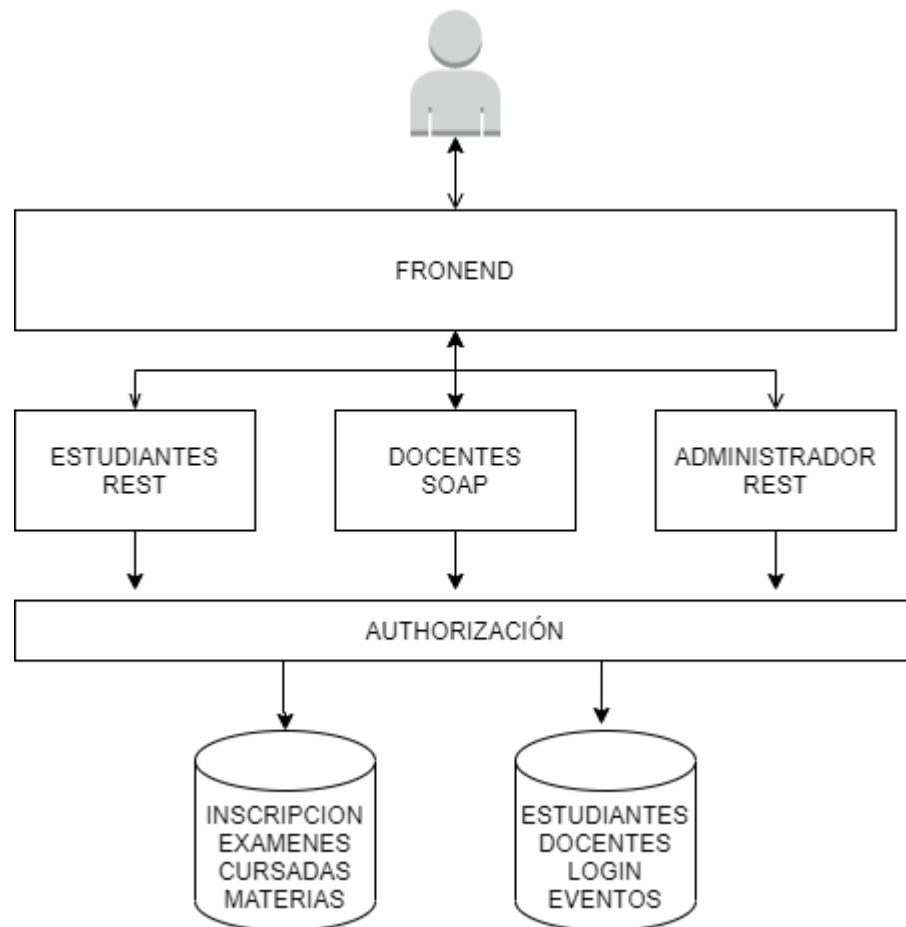 FRONEND
ESTUDIANTES
REST
DOCENTES
SOAP
ADMINISTRADOR
REST
AUTHORIZACIÓN
INSCRIPCION
EXAMENES
CURSADAS
MATERIAS
ESTUDIANTES
DOCENTES
LOGIN
EVENTOS